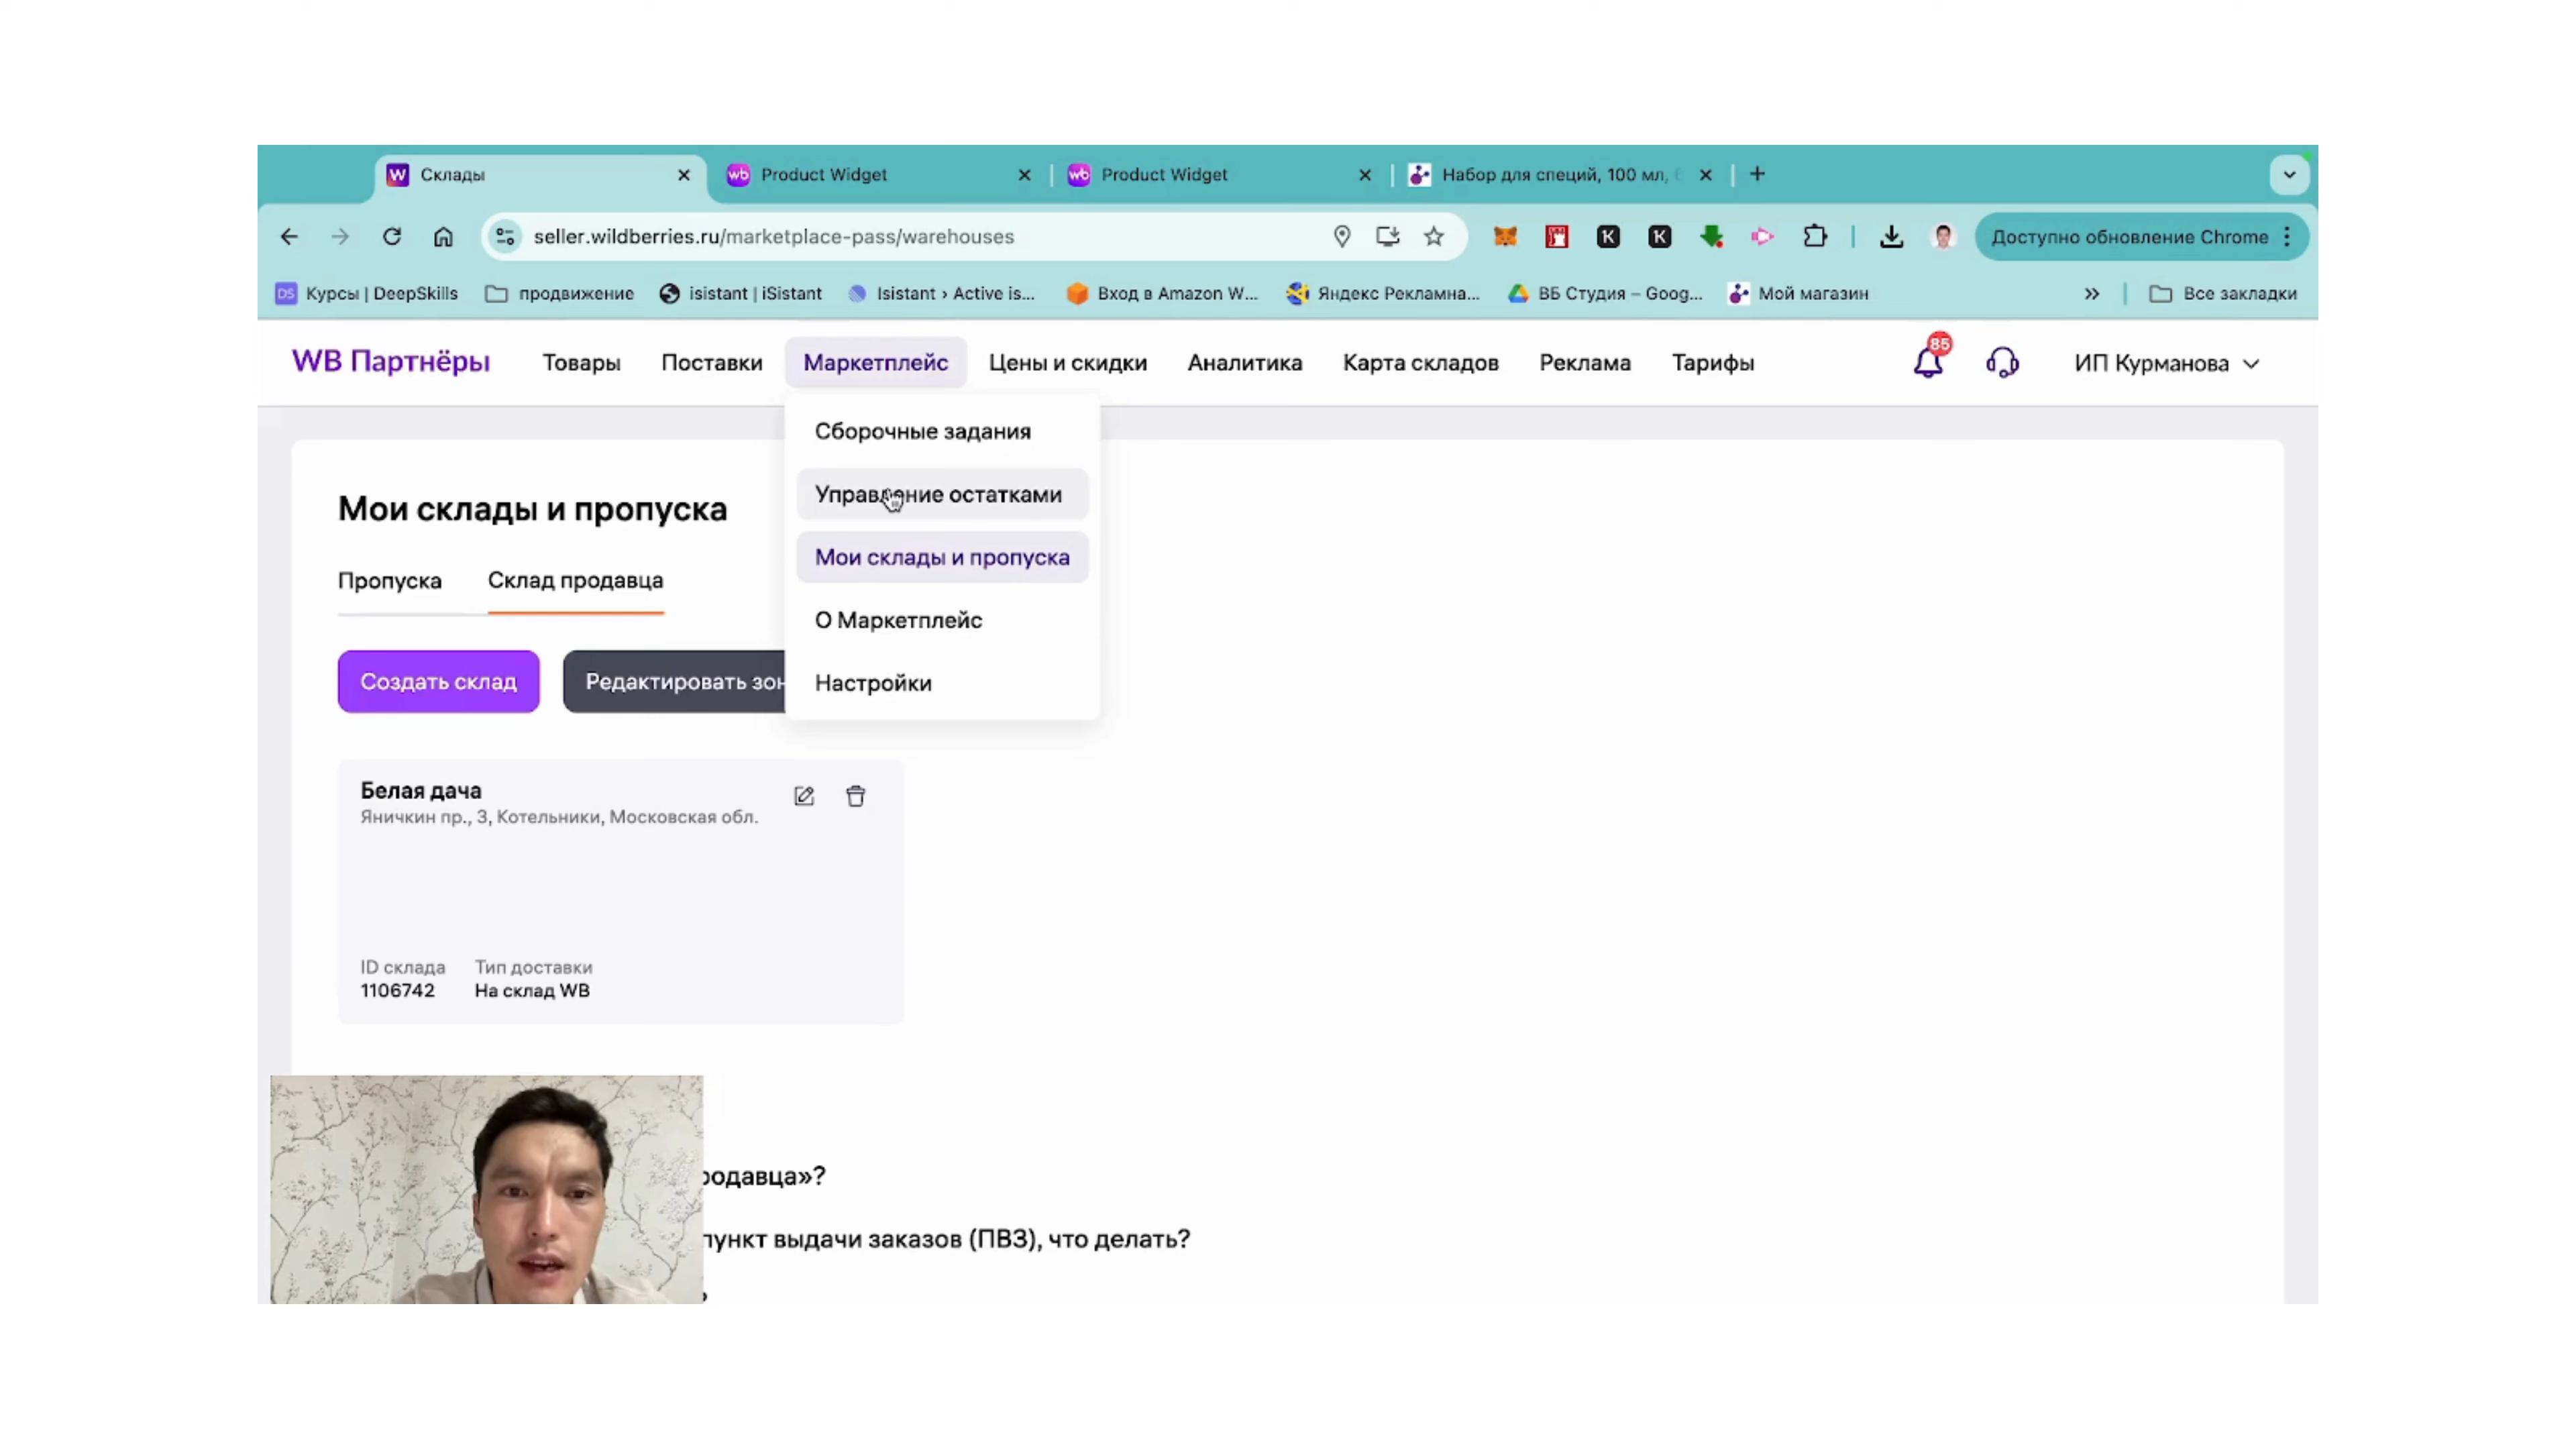 Склады
Product Widget
Product Widget
Набор для специй, 100 мл,
seller.wildberries.ru/marketplace-pass/warehouses
Доступно обновление Chrome
Курсы | DeepSkills
продвижение
isistant | iSistant
Isistant › Active is...
Вход в Amazon W...
Яндекс Рекламна...
ВБ Студия – Goog...
Мой магазин
Все закладки
WB Партнёры
Товары
Поставки
Маркетплейс
Цены и скидки
Аналитика
Карта складов
Реклама
Тарифы
85
ИП Курманова
Сборочные задания
Управление остатками
Мои склады и пропуска
О Маркетплейс
Настройки
Мои склады и пропуска
Пропуска
Склад продавца
Создать склад
Редактировать зон
Белая дача
Яничкин пр., 3, Котельники, Московская обл.
ID склада
1106742
Тип доставки
На склад WB
родавца»?
пункт выдачи заказов (ПВЗ), что делать?